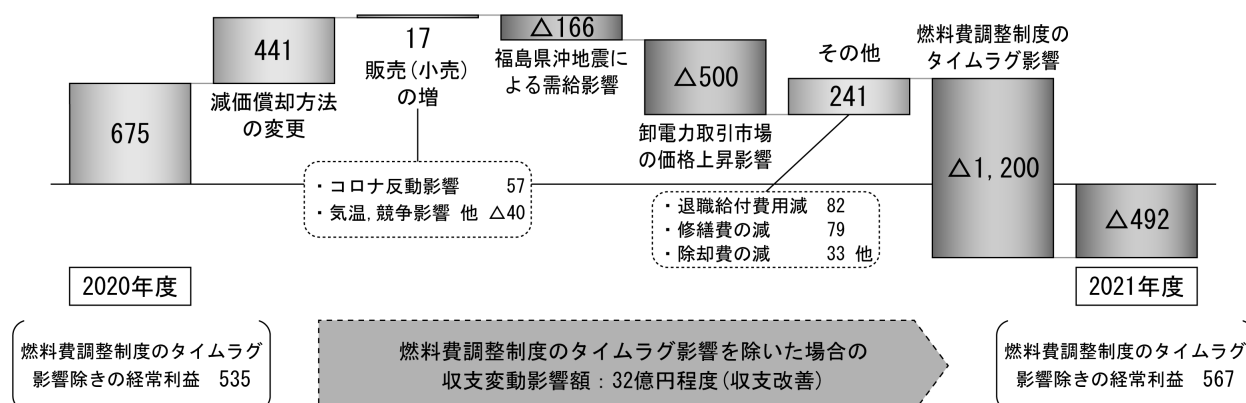 675
441
減価償却方法
の変更
17
販売(小売)
の増
・コロナ反動影響 57
・気温,競争影響 他 △40
△166
福島県沖地震に
よる需給影響
△500
卸電力取引市場
の価格上昇影響
その他
241
・退職給付費用減 82
・修繕費の減 79
・除却費の減 33 他
燃料費調整制度の
タイムラグ影響
△1,200
△492
2020年度
2021年度
燃料費調整制度のタイムラグ
影響除きの経常利益 535
燃料費調整制度のタイムラグ影響を除いた場合の
収支変動影響額:32億円程度(収支改善)
燃料費調整制度のタイムラグ
影響除きの経常利益 567